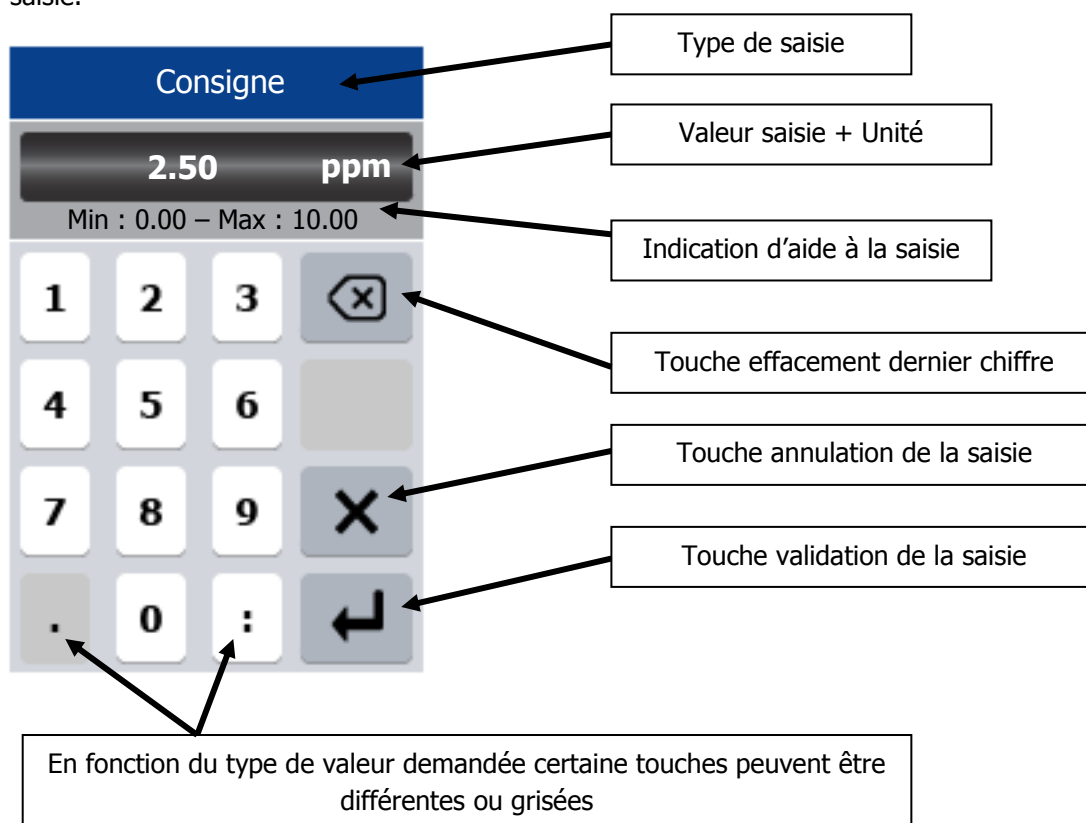 saisie.
Type de saisie
Consigne
Valeur saisie + Unité
2.50 ppm
Min : 0.00 – Max : 10.00
Indication d'aide à la saisie
1 2 3
Touche effacement dernier chiffre
4 5 6
Touche annulation de la saisie
7 8 9
Touche validation de la saisie
. 0 :
En fonction du type de valeur demandée certaine touches peuvent être
différentes ou grisées